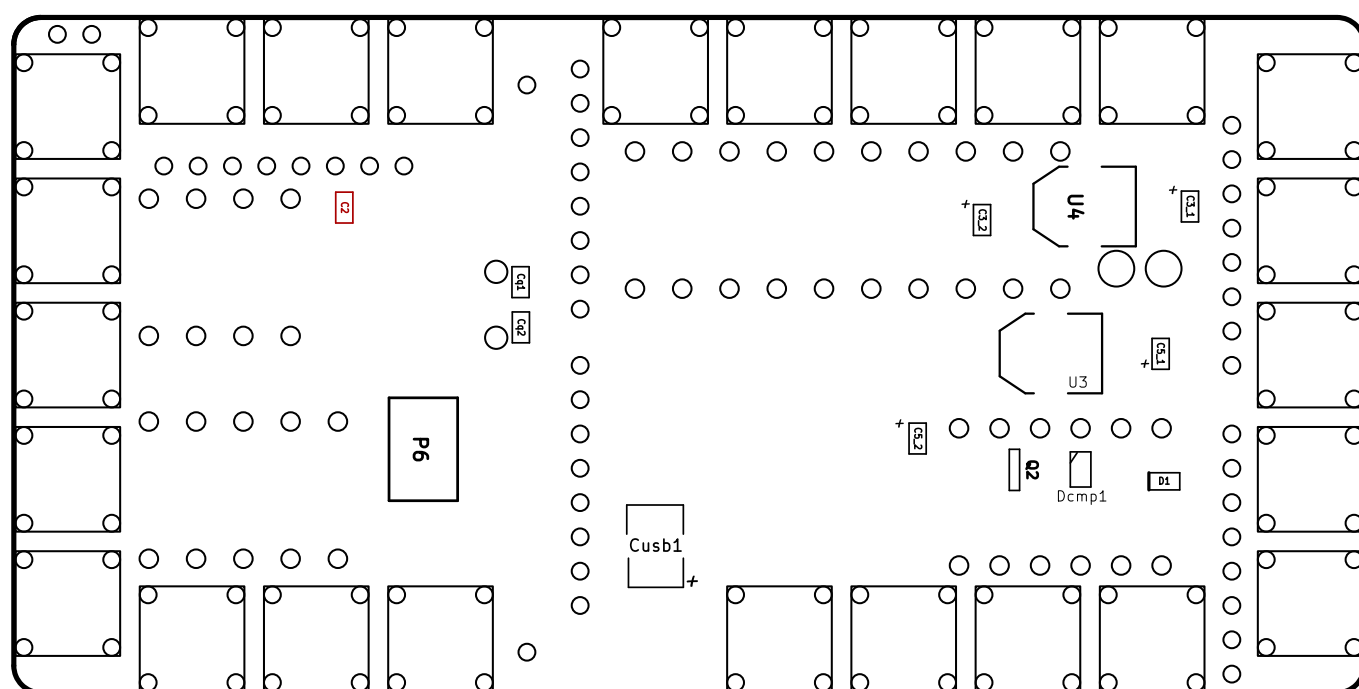 C2
U4
+
C3_1
+
C3_2
Cq1
Cq2
C5_1
+
U3
+
C5_2
P6
Q2
D1
Dcmp1
Cusb1
+